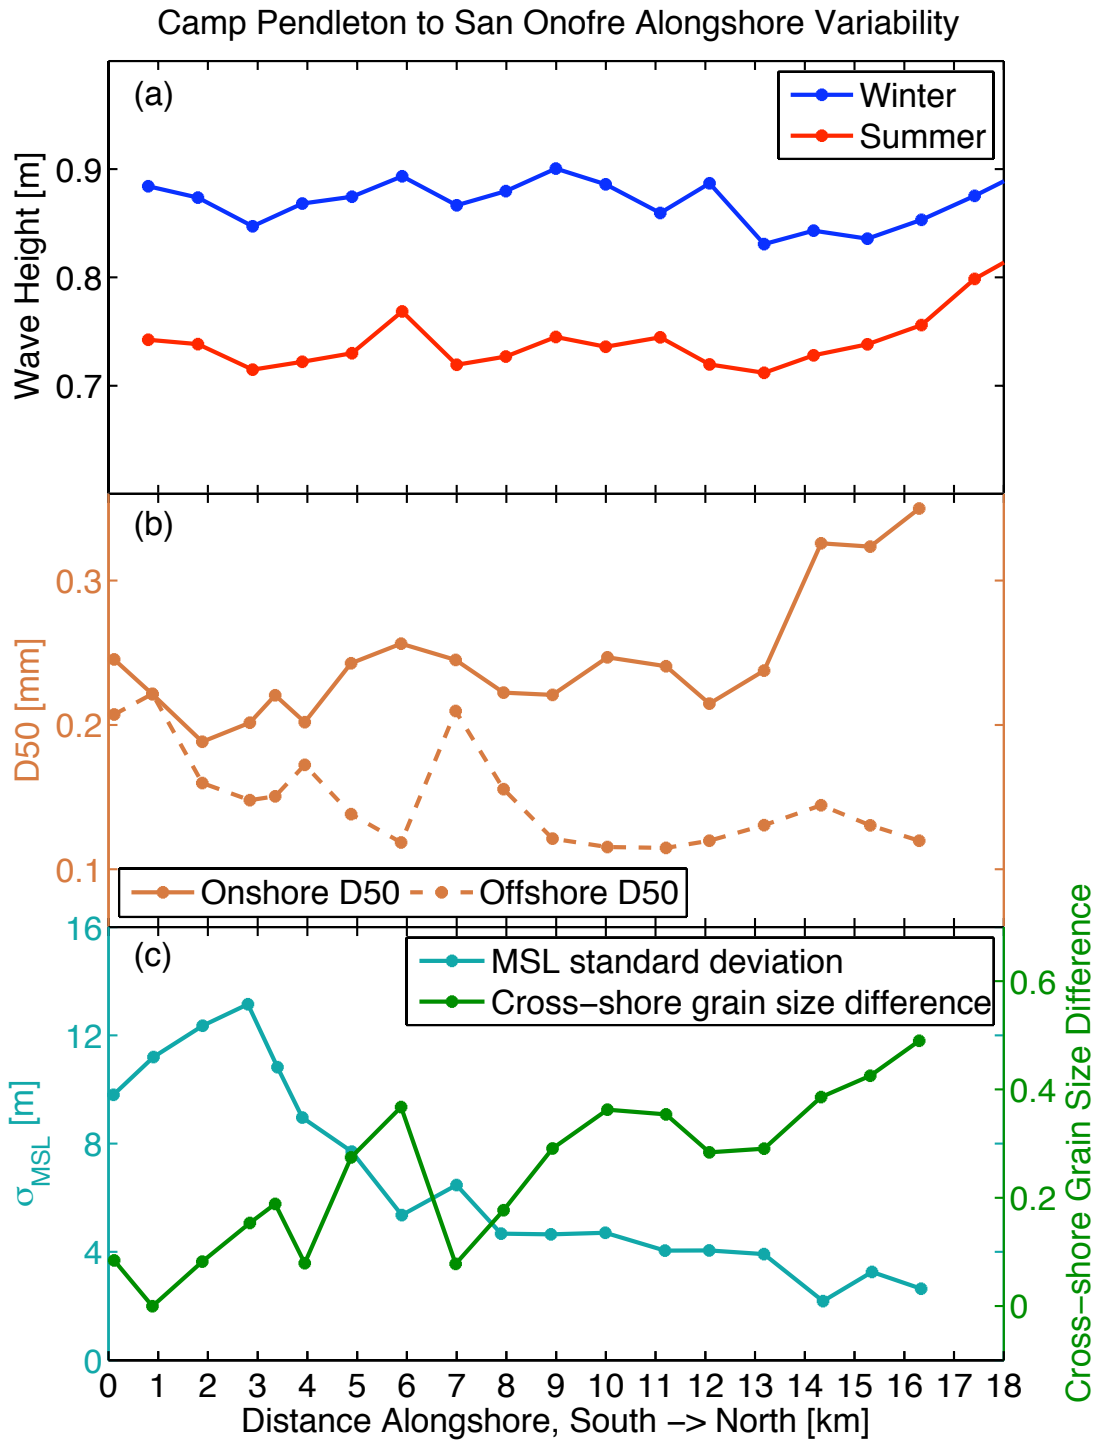 Camp Pendleton to San Onofre Alongshore Variability
(a)
Winter
Summer
Wave Height [m]
0.9
0.8
0.7
(b)
D50 [mm]
0.3
0.2
0.1
Onshore D50
Offshore D50
(c)
MSL standard deviation
Cross−shore grain size difference
σMSL [m]
16
12
8
4
0
Cross−shore Grain Size Difference
0.6
0.4
0.2
0
0 1 2 3 4 5 6 7 8 9 10 11 12 13 14 15 16 17 18
Distance Alongshore, South −> North [km]